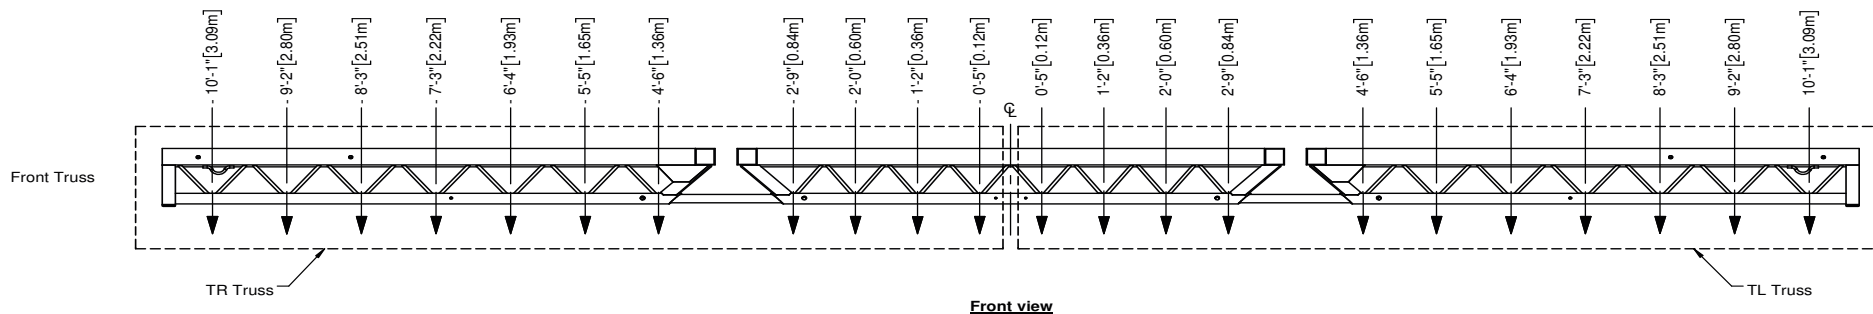 - 10'-1"[3.09m]
- 9'-2"[2.80m]
- 8'-3"[2.51m]
- 7'-3"[2.22m]
- 6'-4"[1.93m]
- 5'-5"[1.65m]
4'-6"[1.36m]
- 2'-9"[0.84m]
- 2'-0"[0.60m]
- 1'-2"[0.36m]
- 0'-5"[0.12m]
℄
0'-5"[0.12m]
1'-2"[0.36m]
2'-0"[0.60m]
2'-9"[0.84m]
4'-6"[1.36m]
5'-5"[1.65m]
6'-4"[1.93m]
7'-3"[2.22m]
8'-3"[2.51m]
9'-2"[2.80m]
10'-1"[3.09m]
Front Truss
TR Truss
TL Truss
Front view